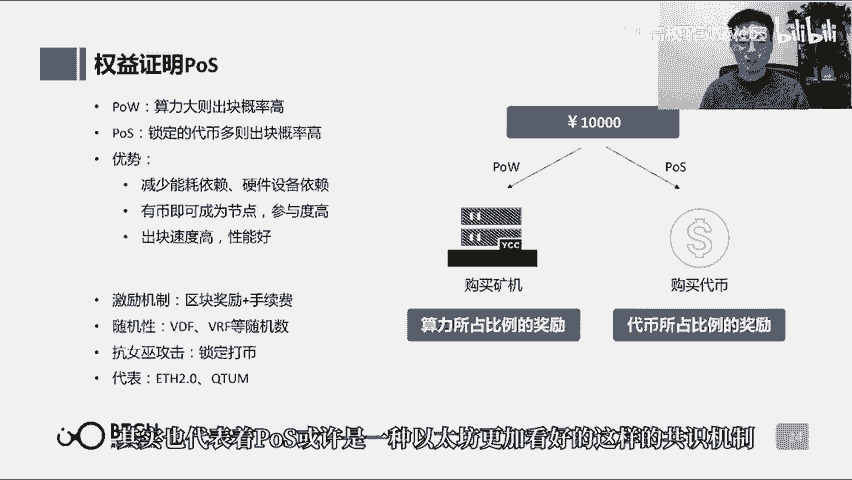 bilibili
权益证明PoS
• PoW：算力大则出块概率高
• PoS：锁定的代币多则出块概率高
• 优势：
• 减少能耗依赖、硬件设备依赖
• 有币即可成为节点，参与度高
• 出块速度高，性能好
• 激励机制：区块奖励+手续费
• 随机性：VDF、VRF等随机数
• 抗女巫攻击：锁定打币
• 代表：ETH2.0、QTUM
￥10000
PoW
PoS
YCC
购买矿机
购买代币
算力所占比例的奖励
代币所占比例的奖励
其实也代表着PoS或许是一种以太坊更加看好的这样的共识机制